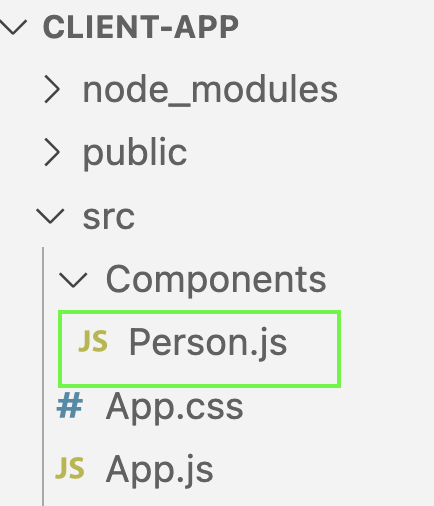 CLIENT-APP
node_modules
public
src
Components
JS Person.js
# App.css
JS App.js